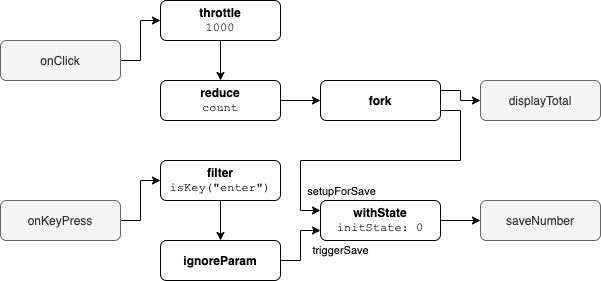 throttle
1000
onClick
reduce
count
fork
displayTotal
filter
isKey("enter")
setupForSave
onKeyPress
withState
initState: 0
saveNumber
triggerSave
ignoreParam